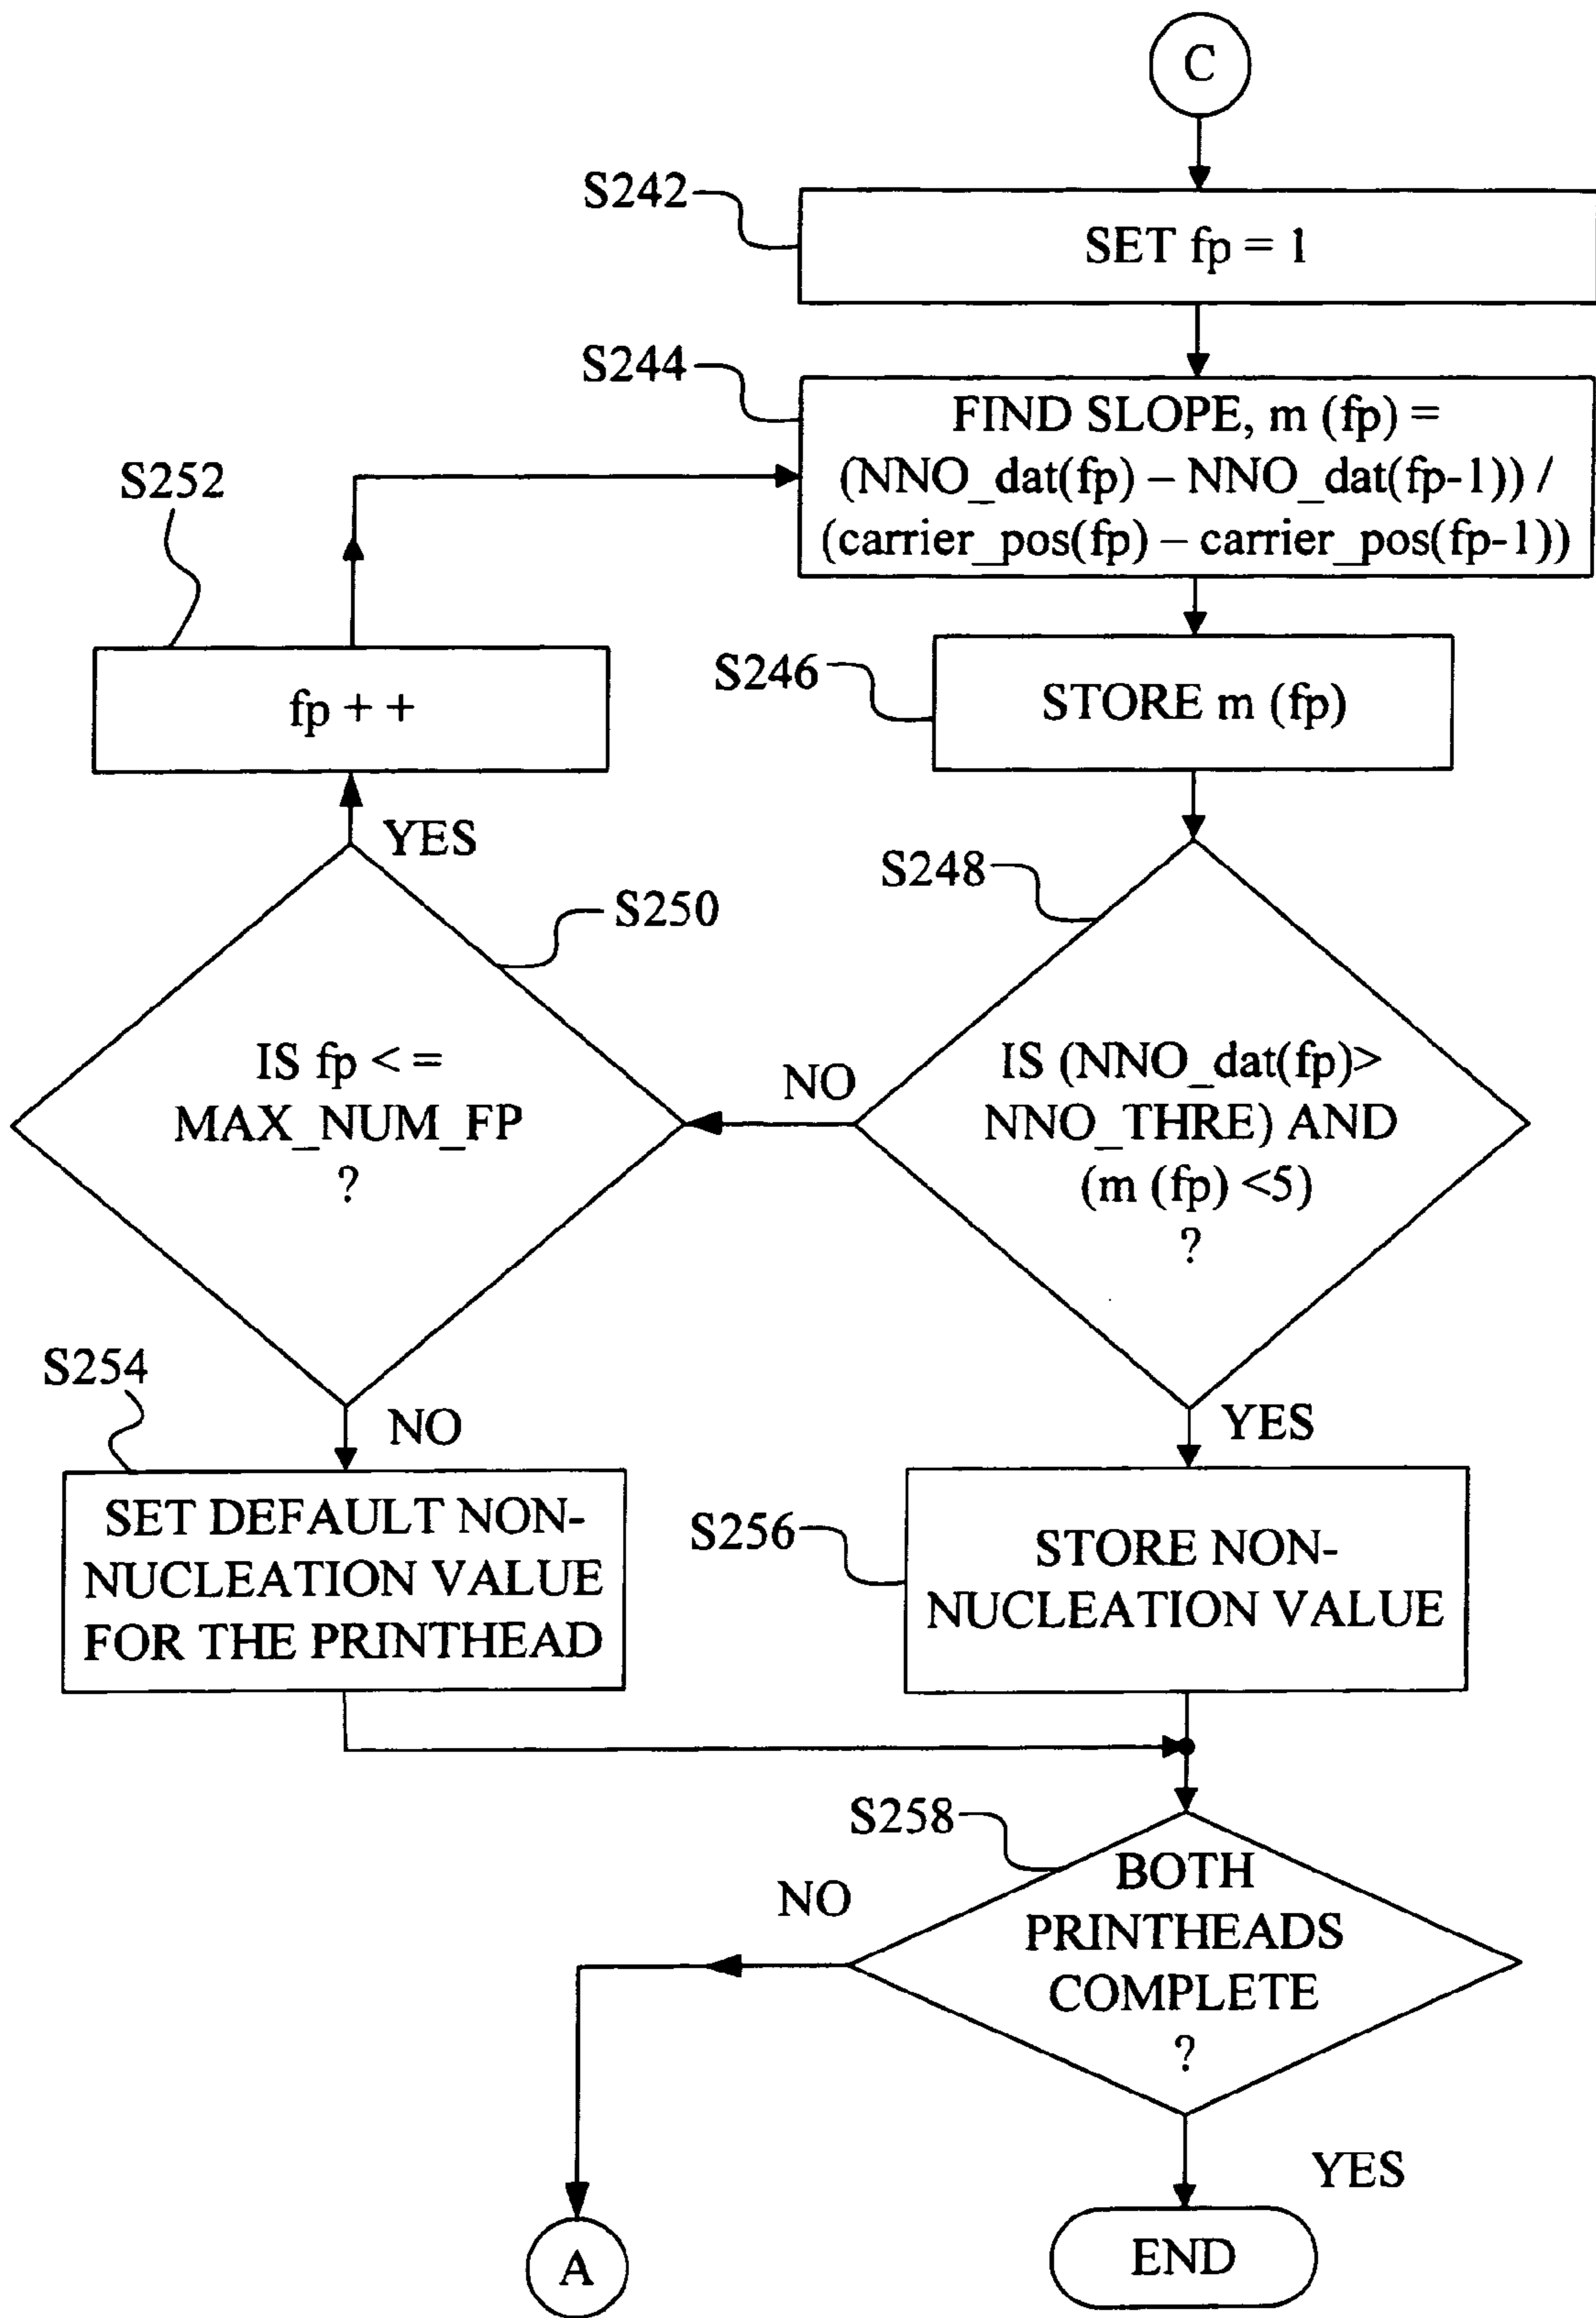 C
S242
SET fp = 1
S244
FIND SLOPE, m (fp) =
(NNO_dat(fp) – NNO_dat(fp-1)) /
(carrier_pos(fp) – carrier_pos(fp-1))
S252
fp + +
S246
STORE m (fp)
YES
S248
S250
IS fp < =
MAX_NUM_FP
?
NO
IS (NNO_dat(fp)>
NNO_THRE) AND
(m (fp) <5)
?
S254
NO
YES
SET DEFAULT NON-
NUCLEATION VALUE
FOR THE PRINTHEAD
S256
STORE NON-
NUCLEATION VALUE
S258
NO
BOTH
PRINTHEADS
COMPLETE
?
YES
A
END